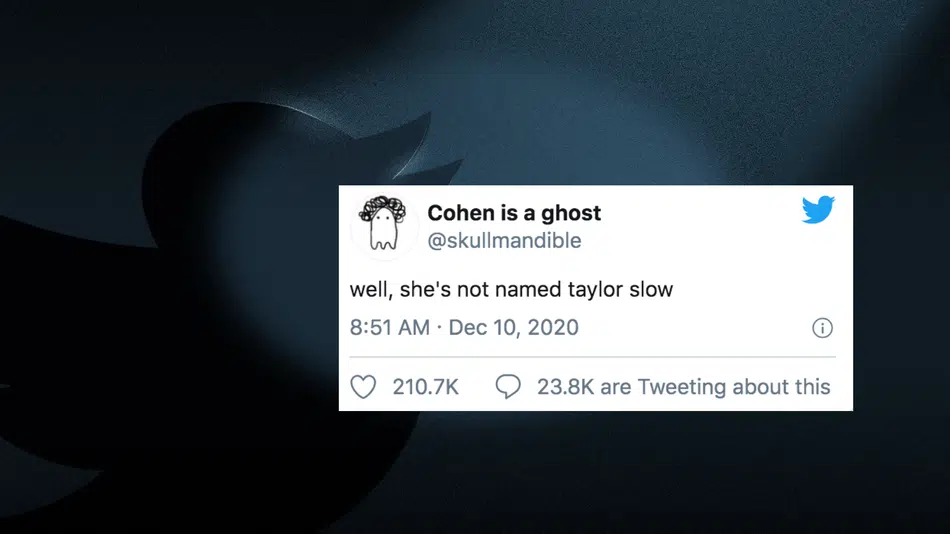 Cohen is a ghost
@skullmandible
well, she's not named taylor slow
8:51 AM · Dec 10, 2020
210.7K 23.8K are Tweeting about this